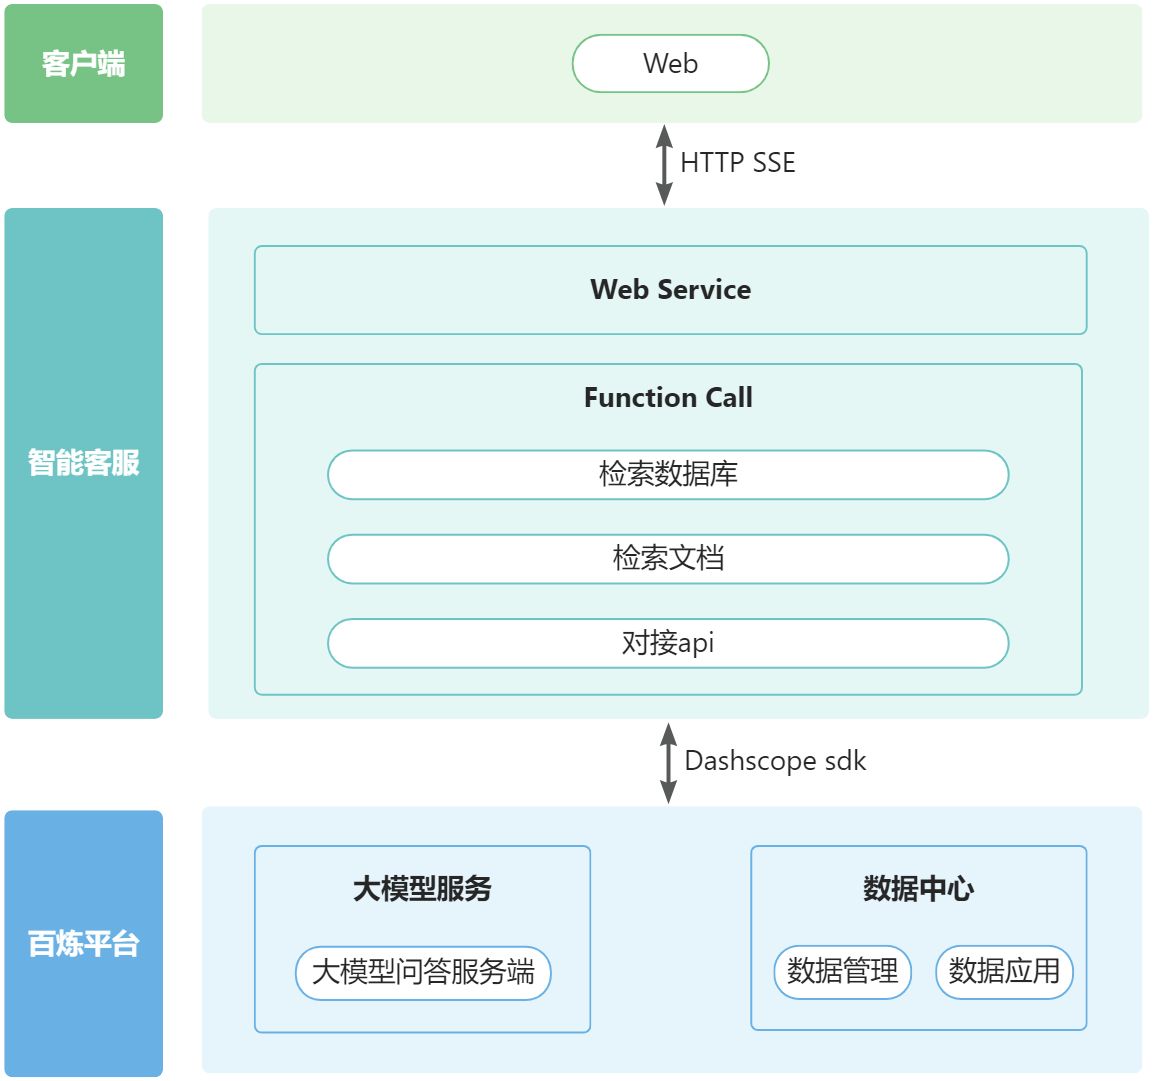 客户端
Web
HTTP SSE
智能客服
Web Service
Function Call
检索数据库
检索文档
对接api
Dashscope sdk
百炼平台
大模型服务
大模型问答服务端
数据中心
数据管理
数据应用